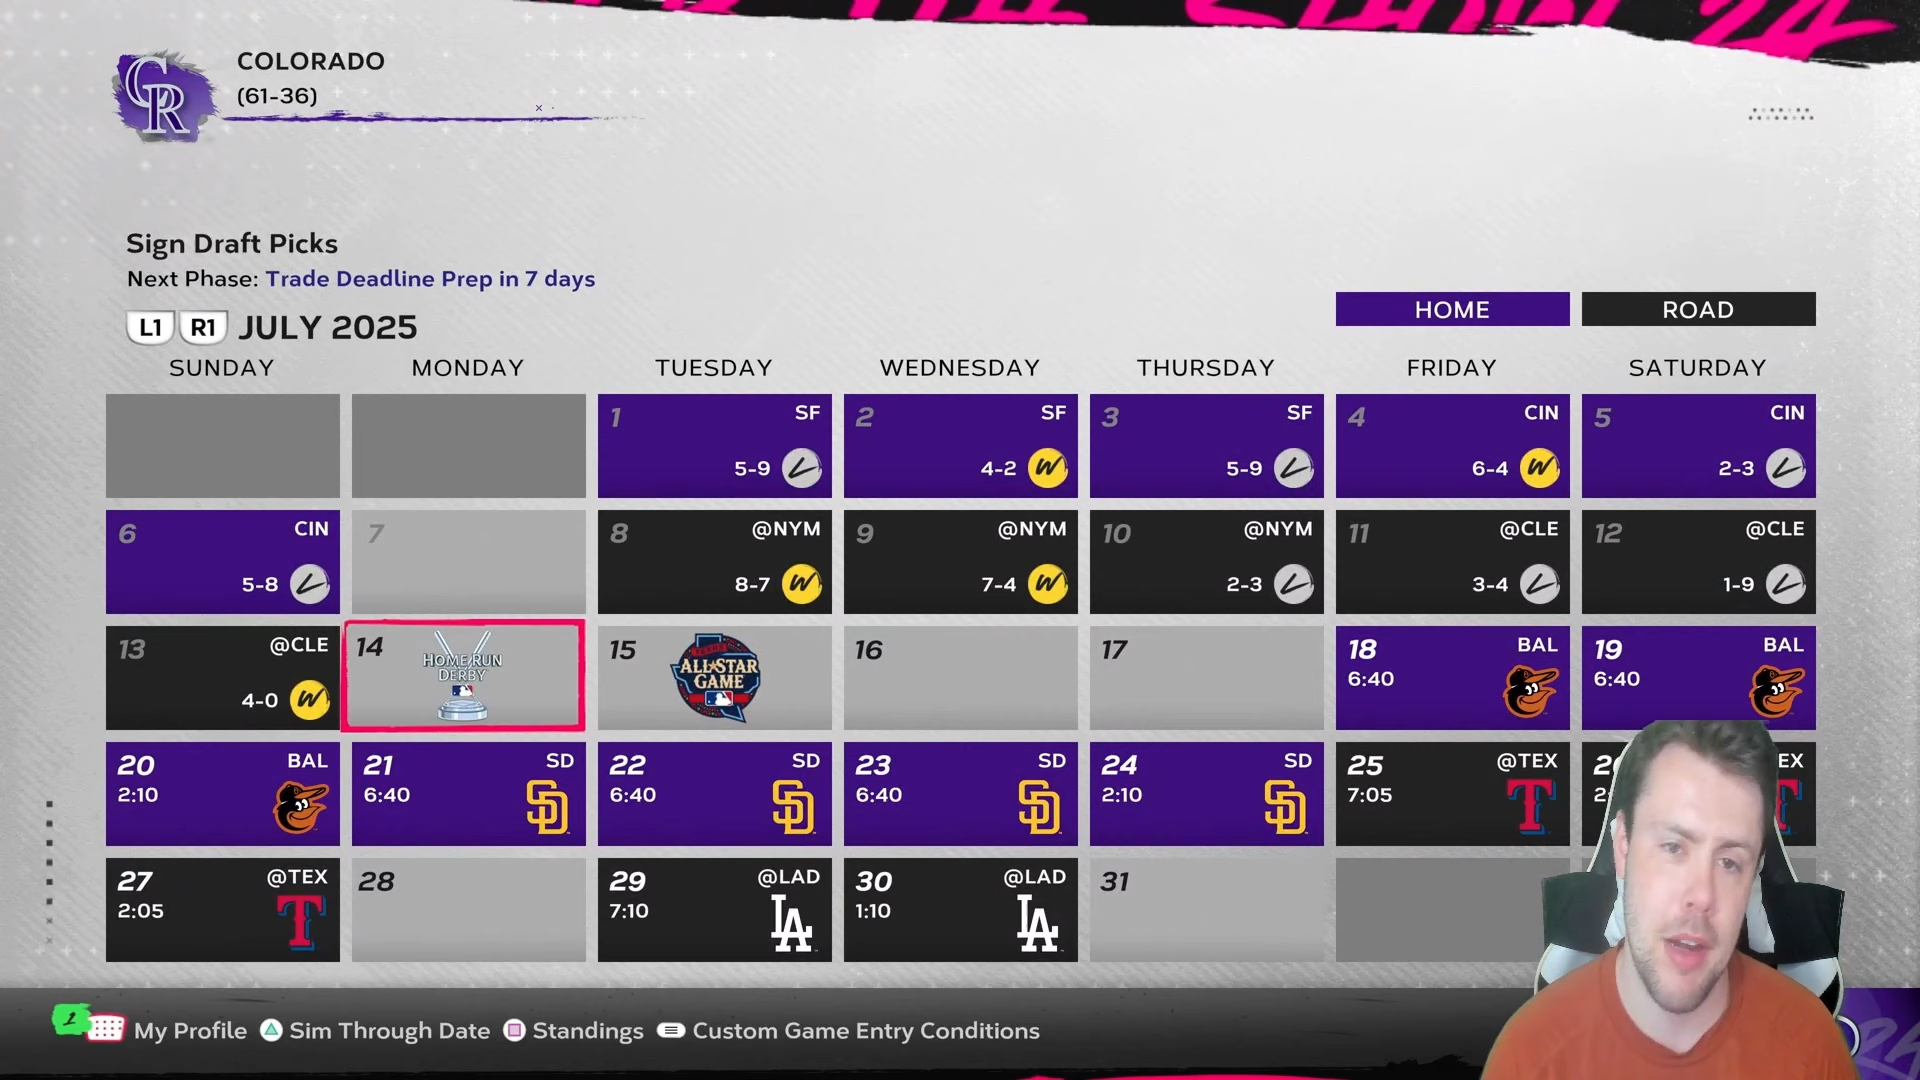 COLORADO
(61-36)
Sign Draft Picks
Next Phase: Trade Deadline Prep in 7 days
L1 R1 JULY 2025
HOME ROAD
SUNDAY MONDAY TUESDAY WEDNESDAY THURSDAY FRIDAY SATURDAY
1 SF 2 SF 3 SF 4 CIN 5 CIN
5-9 L 4-2 W 5-9 L 6-4 W 2-3 L
6 CIN 7 8 @NYM 9 @NYM 10 @NYM 11 @CLE 12 @CLE
5-8 L 8-7 W 7-4 W 2-3 L 3-4 L 1-9 L
13 @CLE 14 HOME RUN DERBY 15 ALL★STAR GAME 16 17 18 BAL 19 BAL
4-0 W 6:40 6:40
20 BAL 21 SD 22 SD 23 SD 24 SD 25 @TEX
2:10 6:40 6:40 6:40 2:10 7:05
27 @TEX 28 29 @LAD 30 @LAD 31
2:05 7:10 1:10
My Profile Sim Through Date Standings Custom Game Entry Conditions